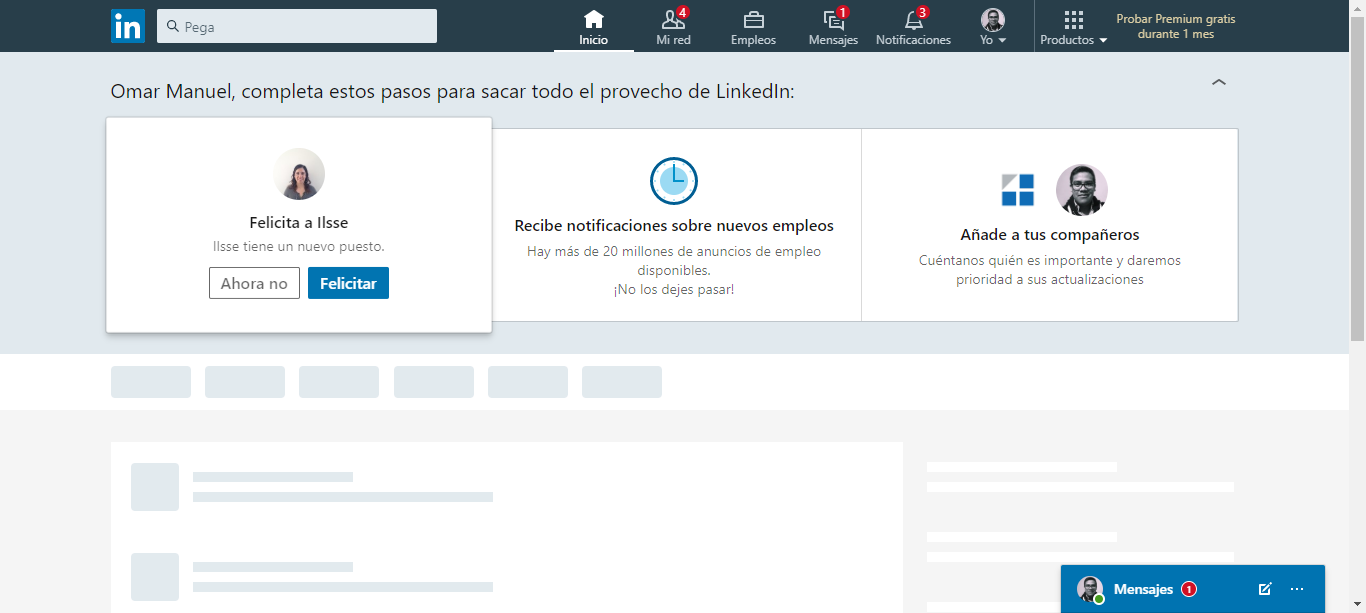 in
Pega
Inicio
4
Mi red
Empleos
1
Mensajes
3
Notificaciones
Yo
Productos
Probar Premium gratis
durante 1 mes
Omar Manuel, completa estos pasos para sacar todo el provecho de LinkedIn:
Felicita a Ilsse
Ilsse tiene un nuevo puesto.
Ahora no
Felicitar
Recibe notificaciones sobre nuevos empleos
Hay más de 20 millones de anuncios de empleo
disponibles.
¡No los dejes pasar!
Añade a tus compañeros
Cuéntanos quién es importante y daremos
prioridad a sus actualizaciones
Mensajes 1